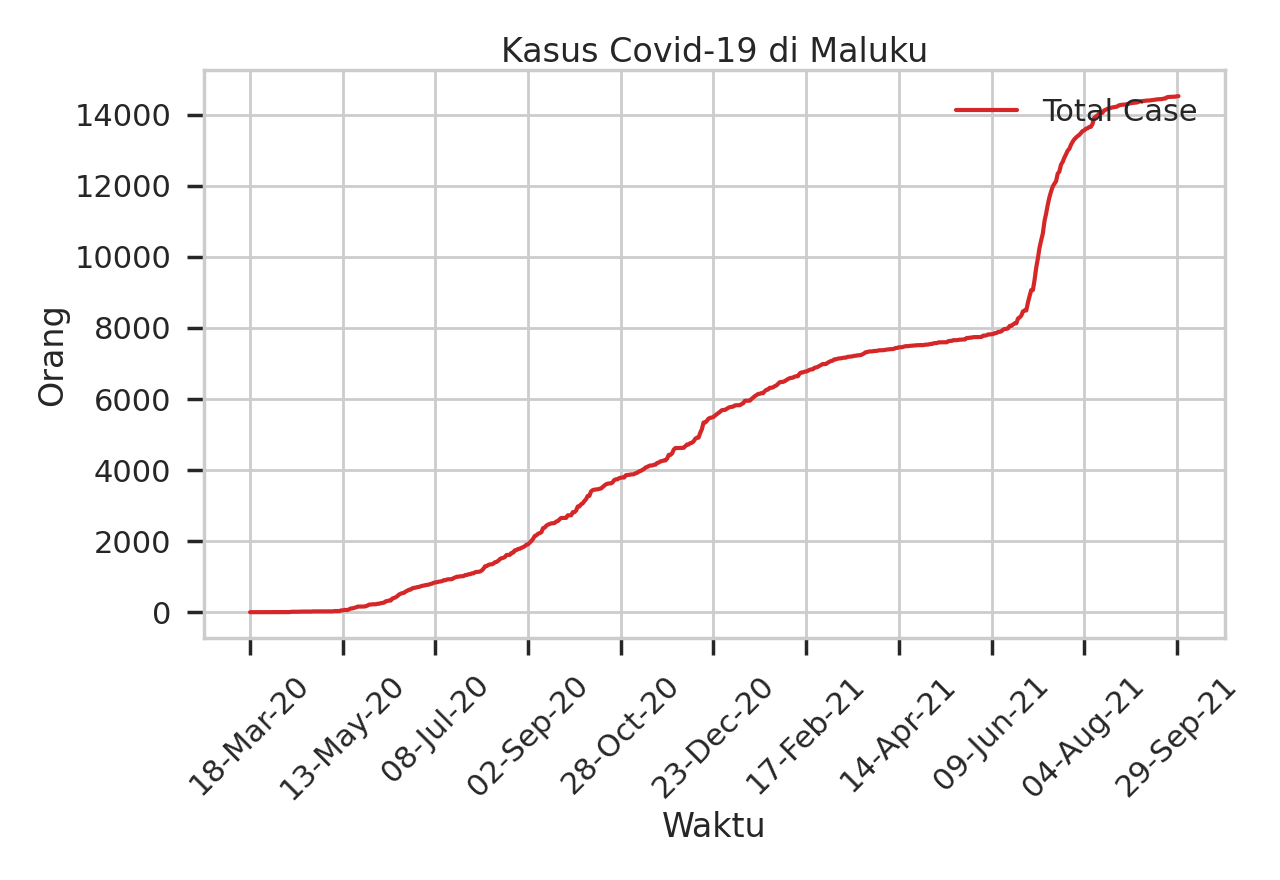 Kasus Covid-19 di Maluku
Total Case
14000
12000
10000
8000
6000
4000
2000
0
Orang
18-Mar-20
13-May-20
08-Jul-20
02-Sep-20
28-Oct-20
23-Dec-20
17-Feb-21
14-Apr-21
09-Jun-21
04-Aug-21
29-Sep-21
Waktu